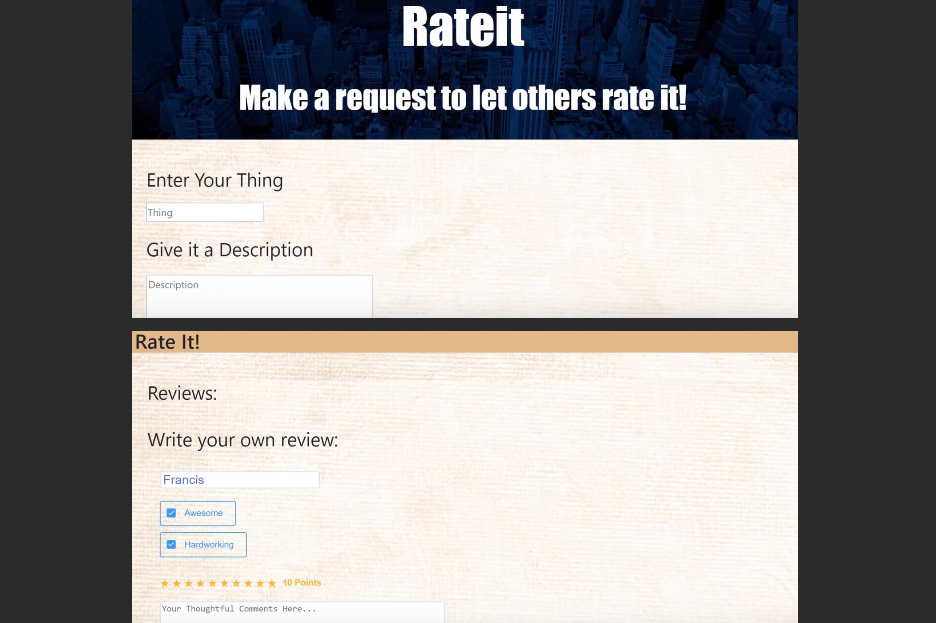 Rateit
Make a request to let others rate it!
Enter Your Thing
Thing
Give it a Description
Description
Rate It!
Reviews:
Write your own review:
Francis
Awesome
Hardworking
10 Points
Your Thoughtful Comments Here...